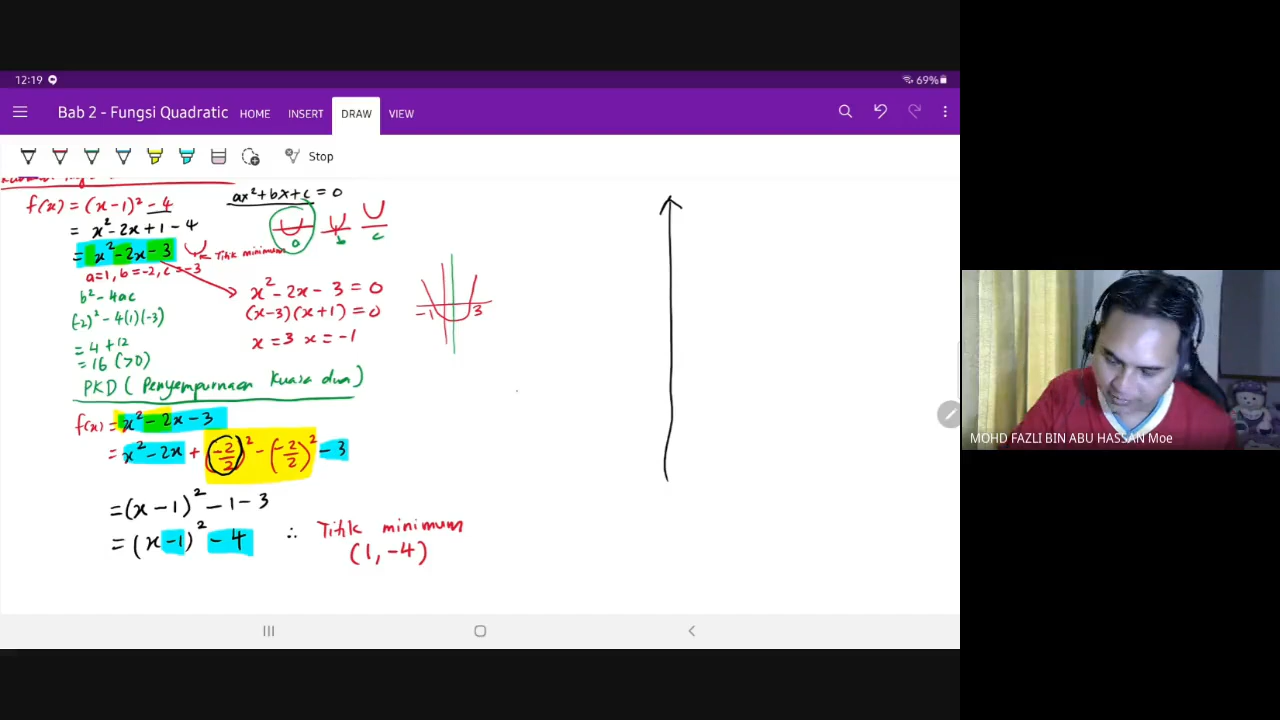 12:19 69%
Bab 2 - Fungsi Quadratic HOME INSERT DRAW VIEW
Stop
f(x) = (x-1)² - 4
= x² - 2x + 1 - 4
= x² - 2x - 3
a=1, b=-2, c=-3
Titik minimum
ax² + bx + c = 0
b
c
b² - 4ac
(-2)² - 4(1)(-3)
= 4 + 12
= 16 (>0)
x² - 2x - 3 = 0
(x-3)(x+1) = 0
x = 3 x = -1
-1 3
PKD (Penyempurnaan Kuasa dua)
f(x) = x² - 2x - 3
= x² - 2x + (-2/2)² - (-2/2)² - 3
= (x-1)² - 1 - 3
= (x-1)² - 4
∴ Titik minimum
(1, -4)
MOHD FAZLI BIN ABU HASSAN Moe